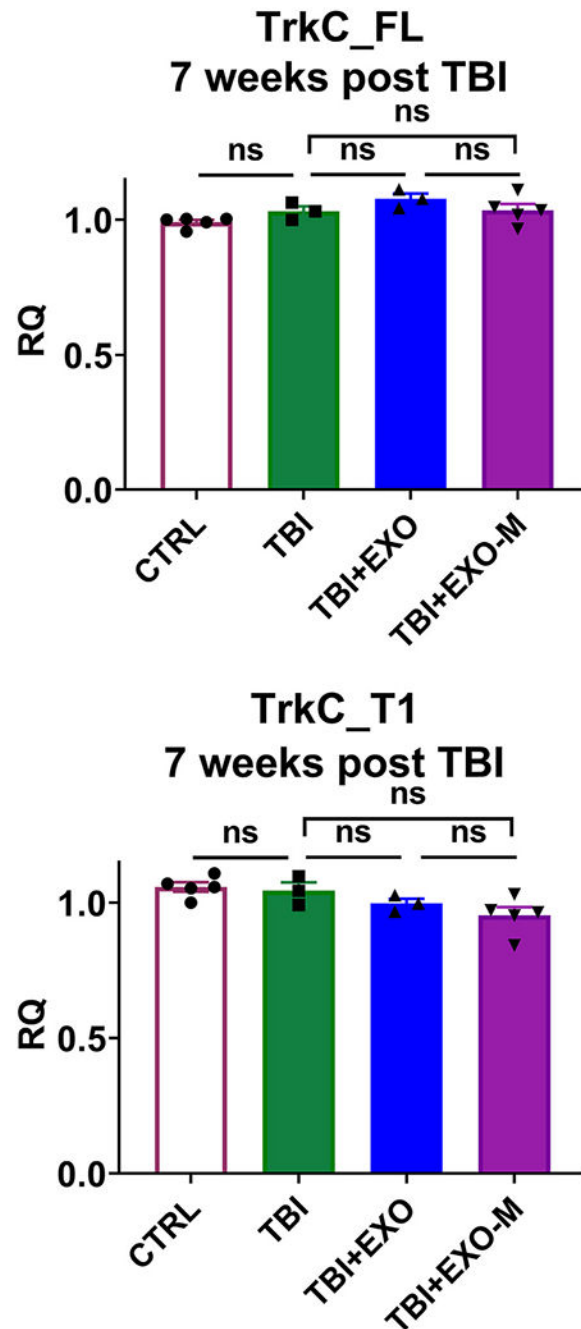 TrkC_FL
7 weeks post TBI
ns
ns ns ns
1.0
0.5
0.0
RQ
CTRL TBI TBI+EXO TBI+EXO-M
TrkC_T1
7 weeks post TBI
ns
ns ns ns
1.0
0.5
0.0
RQ
CTRL TBI TBI+EXO TBI+EXO-M